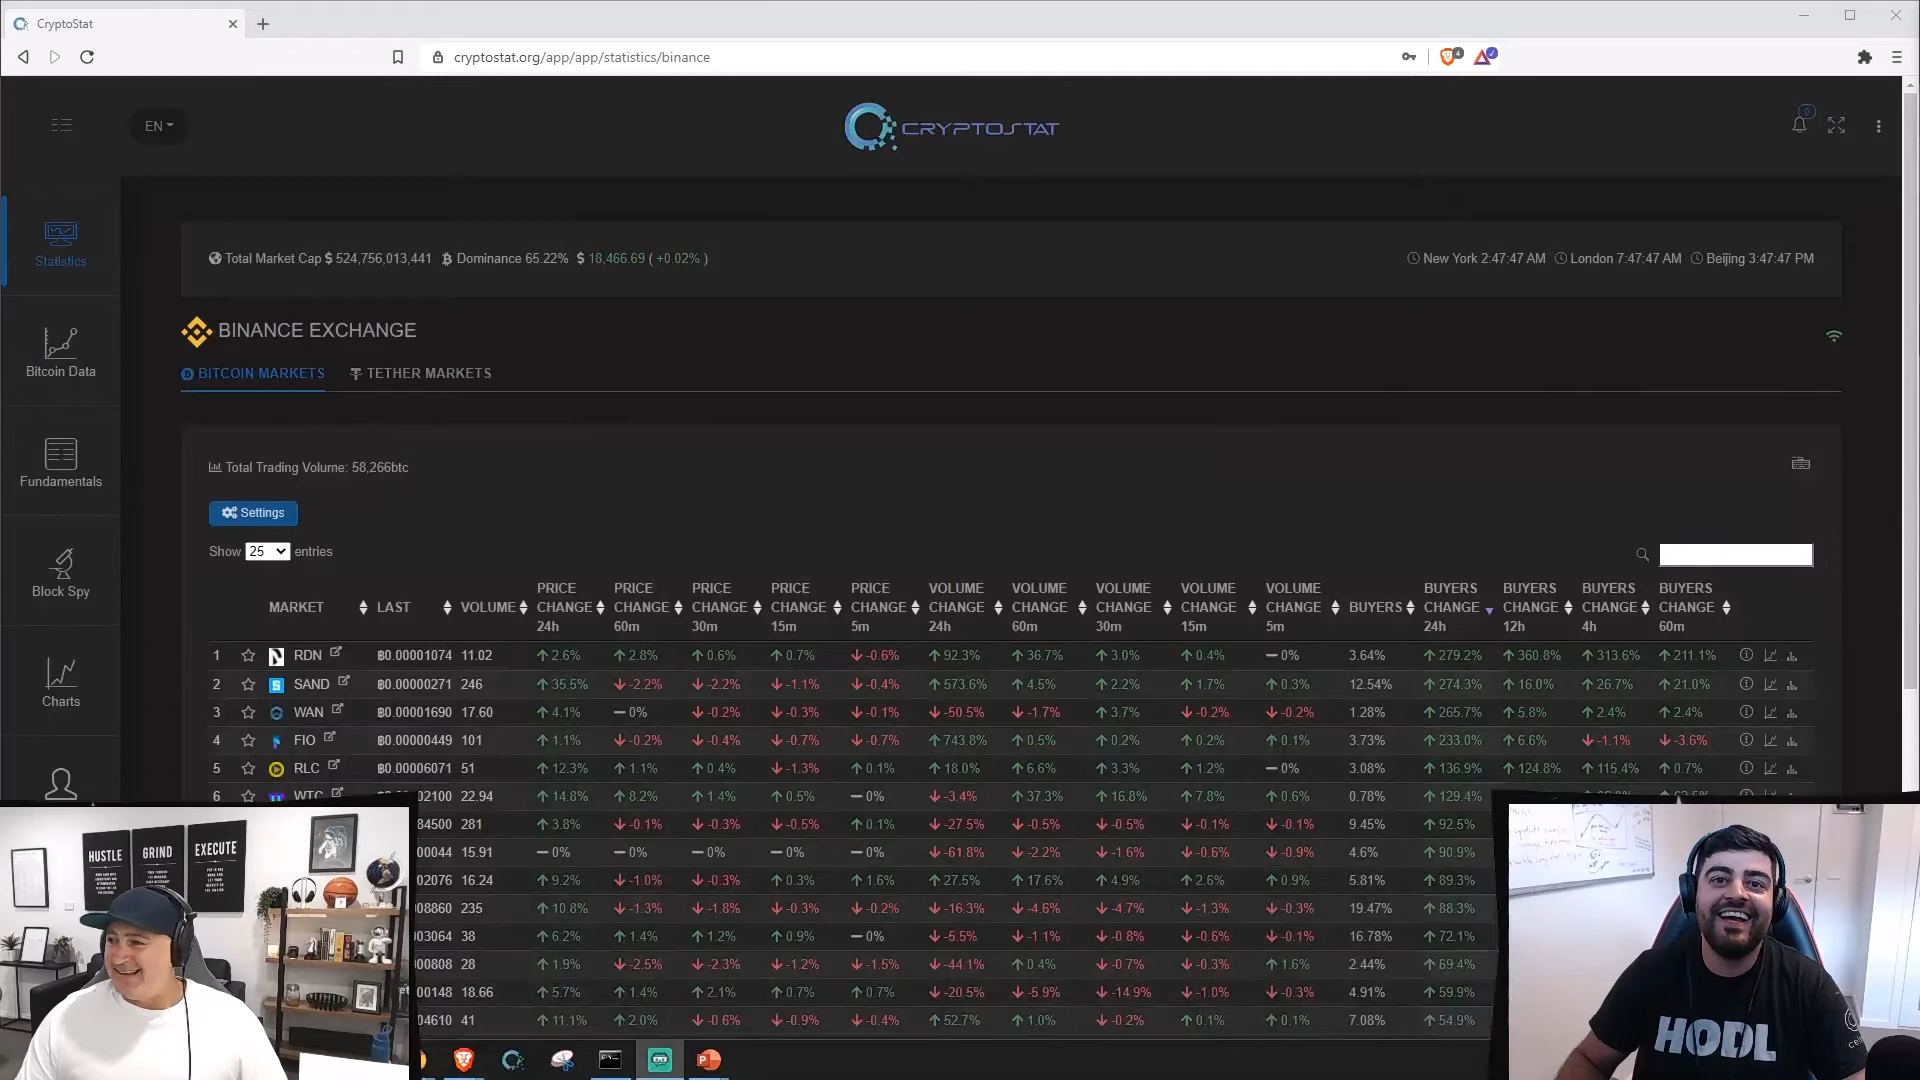 CryptoStat
cryptostat.org/app/app/statistics/binance
EN
CRYPTOSTAT
0
Statistics
Total Market Cap $ 524,756,013,441 Dominance 65.22% $ 18,466.69 ( +0.02% )
New York 2:47:47 AM London 7:47:47 AM Beijing 3:47:47 PM
Bitcoin Data
BINANCE EXCHANGE
BITCOIN MARKETS TETHER MARKETS
Fundamentals
Total Trading Volume: 58,266btc
Settings
Show 25 entries
Block Spy
MARKET LAST VOLUME PRICE CHANGE 24h PRICE CHANGE 60m PRICE CHANGE 30m PRICE CHANGE 15m PRICE CHANGE 5m VOLUME CHANGE 24h VOLUME CHANGE 60m VOLUME CHANGE 30m VOLUME CHANGE 15m VOLUME CHANGE 5m BUYERS BUYERS CHANGE 24h BUYERS CHANGE 12h BUYERS CHANGE 4h BUYERS CHANGE 60m
1 RDN ฿0.00001074 11.02 2.6% 2.8% 0.6% 0.7% -0.6% 92.3% 36.7% 3.0% 0.4% 0% 3.64% 279.2% 360.8% 313.6% 211.1%
2 SAND ฿0.00000271 246 35.5% -2.2% -2.2% -1.1% -0.4% 573.6% 4.5% 2.2% 1.7% 0.3% 12.54% 274.3% 16.0% 26.7% 21.0%
3 WAN ฿0.00001690 17.60 4.1% 0% -0.2% -0.3% -0.1% -50.5% -1.7% 3.7% -0.2% -0.2% 1.28% 265.7% 5.8% 2.4% 2.4%
4 FIO ฿0.00000449 101 1.1% -0.2% -0.4% -0.7% -0.7% 743.8% 0.5% 0.2% 0.2% 0.1% 3.73% 233.0% 6.6% -1.1% -3.6%
5 RLC ฿0.00006071 51 12.3% 1.1% 0.4% -1.3% 0.1% 18.0% 6.6% 3.3% 1.2% 0% 3.08% 136.9% 124.8% 115.4% 0.7%
6 WTC 02100 22.94 14.8% 8.2% 1.4% 0.5% 0% -3.4% 37.3% 16.8% 7.8% 0.6% 0.78% 129.4%
84500 281 3.8% -0.1% -0.3% -0.5% 0.1% -27.5% -0.5% -0.5% -0.1% -0.1% 9.45% 92.5%
00044 15.91 0% 0% 0% 0% 0% -61.8% -2.2% -1.6% -0.6% -0.9% 4.6% 90.9%
02076 16.24 9.2% -1.0% -0.3% 0.3% 1.6% 27.5% 17.6% 4.9% 2.6% 0.9% 5.81% 89.3%
08860 235 10.8% -1.3% -1.8% -0.3% -0.2% -16.3% -4.6% -4.7% -1.3% -0.3% 19.47% 88.3%
03064 38 6.2% 1.4% 1.2% 0.9% 0% -5.5% -1.1% -0.8% -0.6% -0.1% 16.78% 72.1%
00808 28 1.9% -2.5% -2.3% -1.2% -1.5% -44.1% 0.4% -0.7% -0.3% 1.6% 2.44% 69.4%
00148 18.66 5.7% 1.4% 2.1% 0.7% 0.7% -20.5% -5.9% -14.9% -1.0% -0.3% 4.91% 59.9%
04610 41 11.1% 2.0% -0.6% -0.9% -0.4% 52.7% 1.0% -0.2% 0.1% 0.1% 7.08% 54.9%
Charts
HUSTLE
GRIND
EXECUTE
HODL